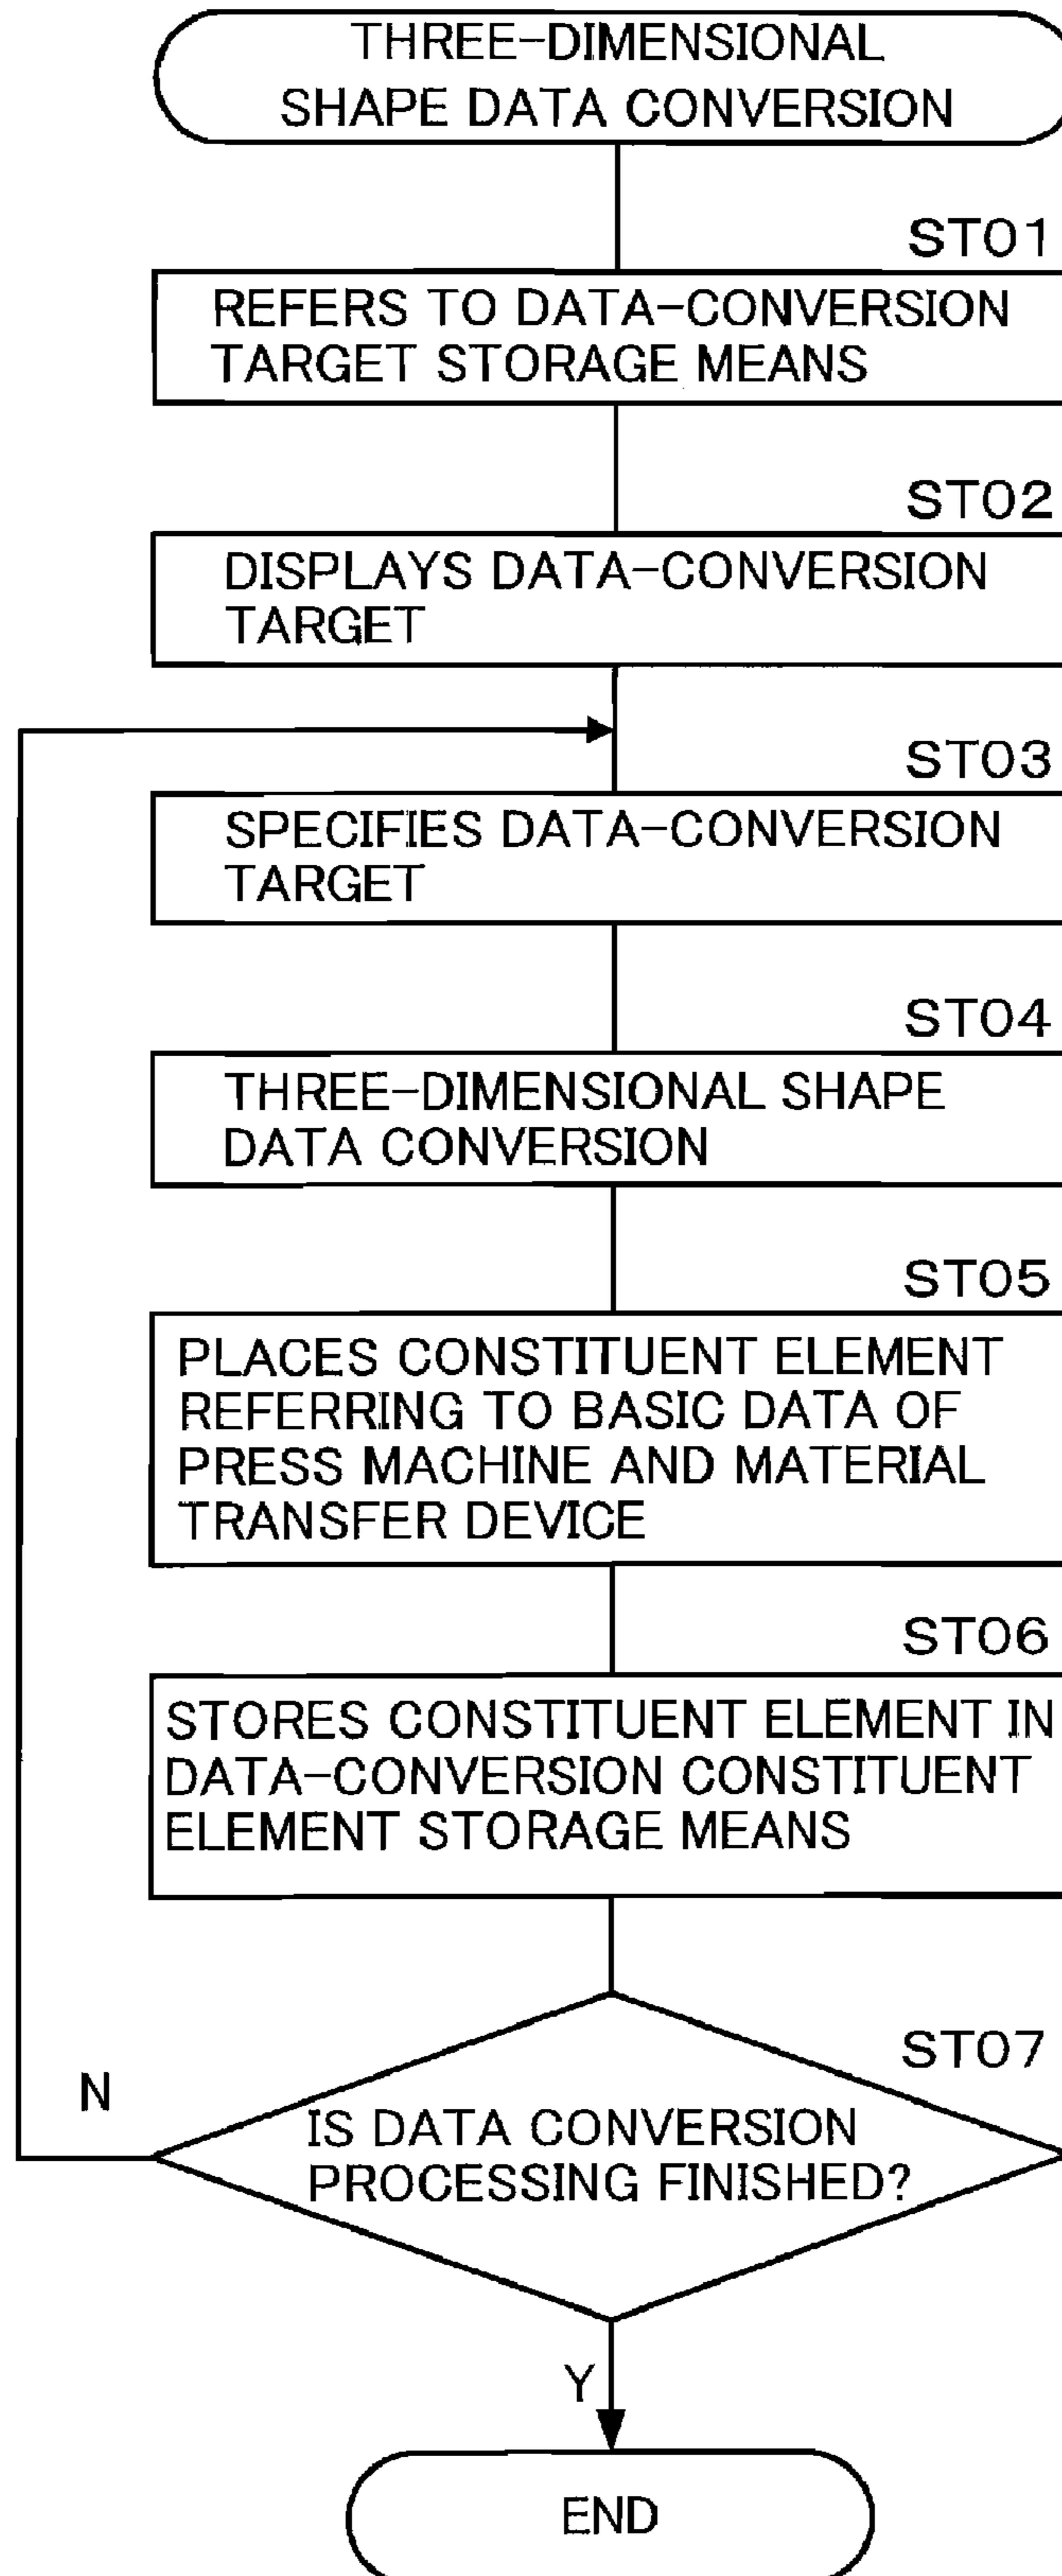 THREE-DIMENSIONAL
SHAPE DATA CONVERSION
ST01
REFERS TO DATA-CONVERSION
TARGET STORAGE MEANS
ST02
DISPLAYS DATA-CONVERSION
TARGET
ST03
SPECIFIES DATA-CONVERSION
TARGET
ST04
THREE-DIMENSIONAL SHAPE
DATA CONVERSION
ST05
PLACES CONSTITUENT ELEMENT
REFERRING TO BASIC DATA OF
PRESS MACHINE AND MATERIAL
TRANSFER DEVICE
ST06
STORES CONSTITUENT ELEMENT IN
DATA-CONVERSION CONSTITUENT
ELEMENT STORAGE MEANS
ST07
N
IS DATA CONVERSION
PROCESSING FINISHED?
Y
END